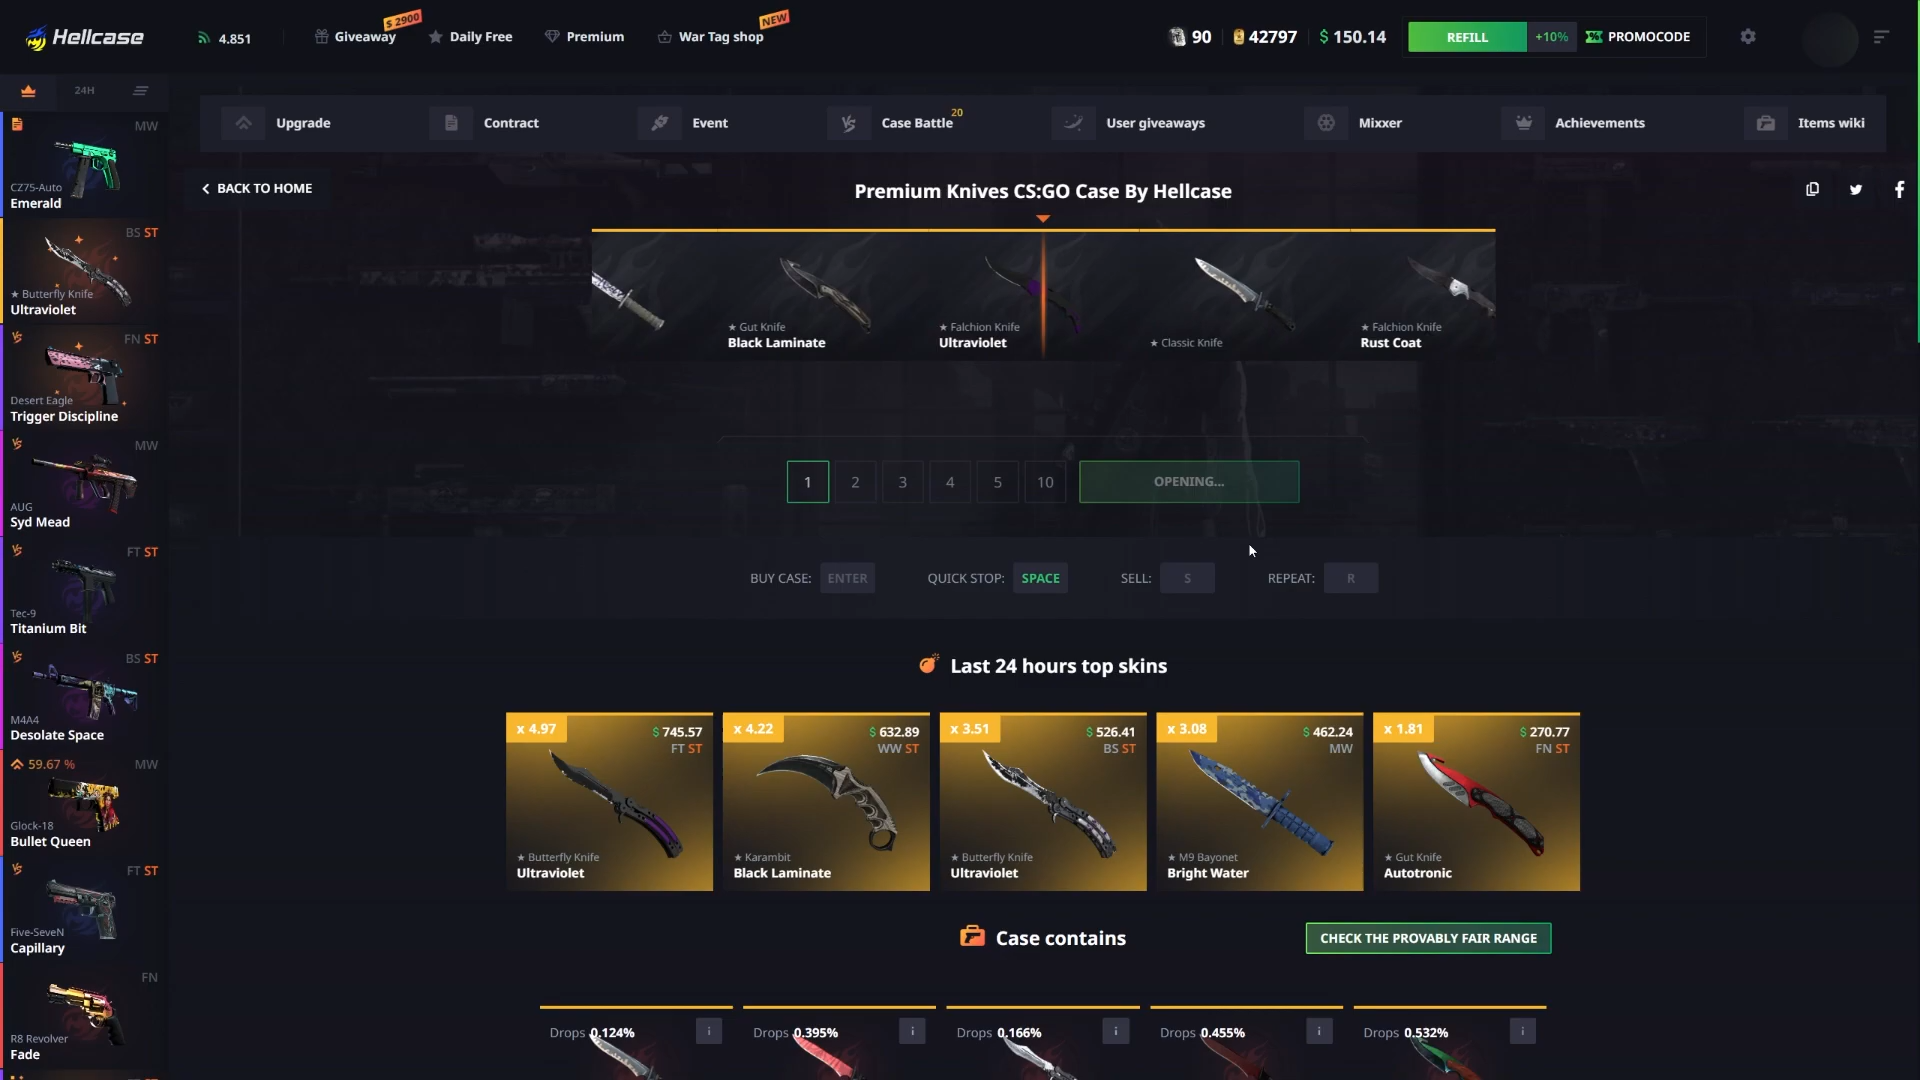 Hellcase
4.851
Giveaway
$ 2900
Daily Free
Premium
War Tag shop
NEW
90
42797
$ 150.14
REFILL
+10%
PROMOCODE
24H
Upgrade
Contract
Event
Case Battle
20
User giveaways
Mixxer
Achievements
Items wiki
BACK TO HOME
Premium Knives CS:GO Case By Hellcase
MW
CZ75-Auto
Emerald
BS ST
★ Butterfly Knife
Ultraviolet
FN ST
Desert Eagle
Trigger Discipline
MW
AUG
Syd Mead
FT ST
Tec-9
Titanium Bit
BS ST
M4A4
Desolate Space
59.67 %
MW
Glock-18
Bullet Queen
FT ST
Five-SeveN
Capillary
FN
R8 Revolver
Fade
★ Gut Knife
Black Laminate
★ Falchion Knife
Ultraviolet
★ Classic Knife
★ Falchion Knife
Rust Coat
1
2
3
4
5
10
OPENING...
BUY CASE:
ENTER
QUICK STOP:
SPACE
SELL:
S
REPEAT:
R
Last 24 hours top skins
x 4.97
$ 745.57
FT ST
★ Butterfly Knife
Ultraviolet
x 4.22
$ 632.89
WW ST
★ Karambit
Black Laminate
x 3.51
$ 526.41
BS ST
★ Butterfly Knife
Ultraviolet
x 3.08
$ 462.24
MW
★ M9 Bayonet
Bright Water
x 1.81
$ 270.77
FN ST
★ Gut Knife
Autotronic
Case contains
CHECK THE PROVABLY FAIR RANGE
Drops 0.124%
i
Drops 0.395%
i
Drops 0.166%
i
Drops 0.455%
i
Drops 0.532%
i